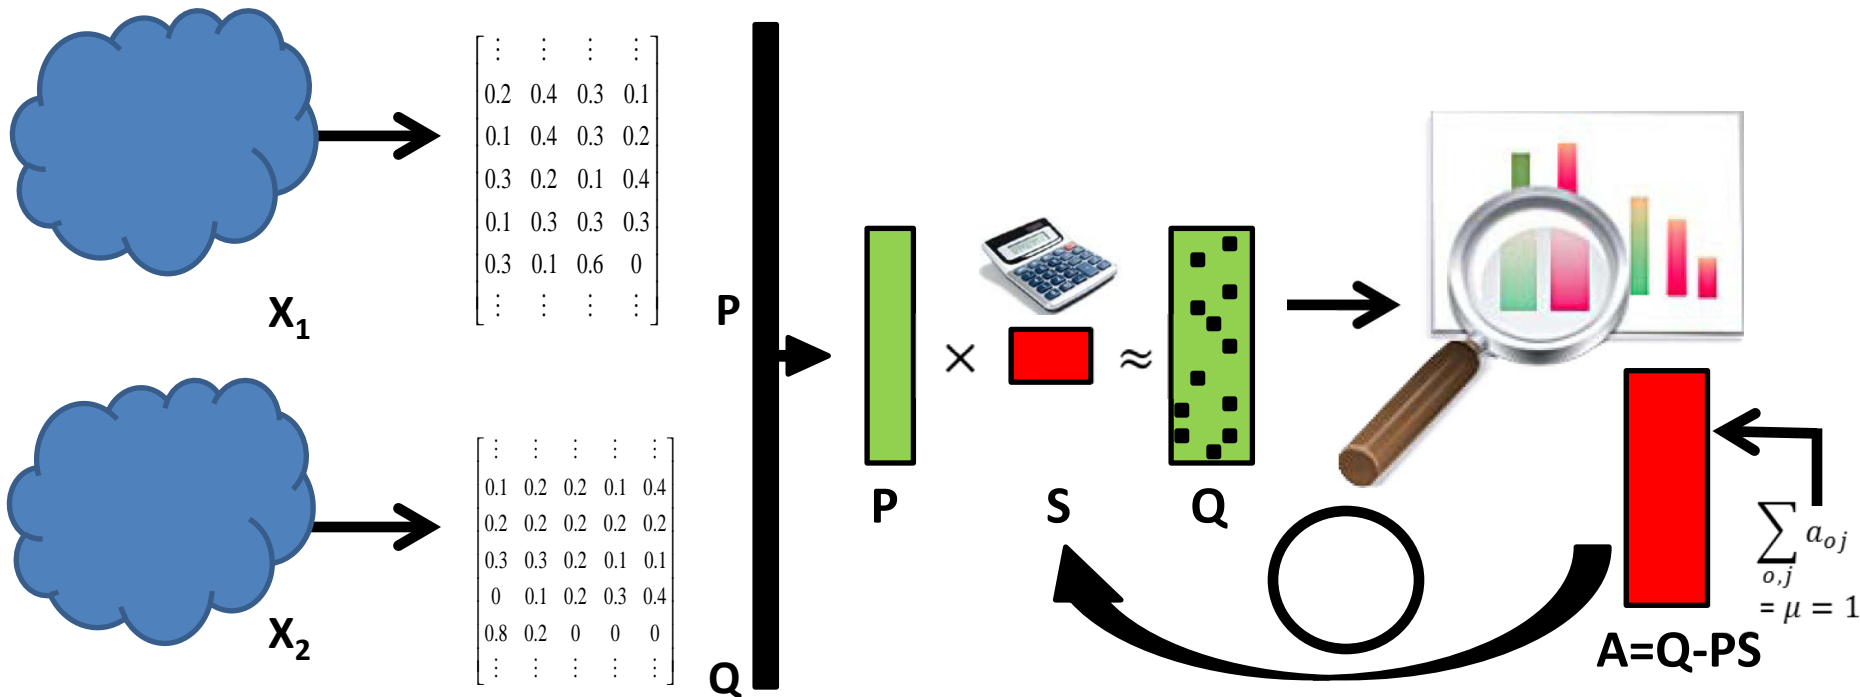 ⋮ ⋮ ⋮ ⋮
0.2 0.4 0.3 0.1
0.1 0.4 0.3 0.2
0.3 0.2 0.1 0.4
0.1 0.3 0.3 0.3
0.3 0.1 0.6 0
⋮ ⋮ ⋮ ⋮
X₁
P
⋮ ⋮ ⋮ ⋮ ⋮
0.1 0.2 0.2 0.1 0.4
0.2 0.2 0.2 0.2 0.2
0.3 0.3 0.2 0.1 0.1
0 0.1 0.2 0.3 0.4
0.8 0.2 0 0 0
⋮ ⋮ ⋮ ⋮ ⋮
X₂
Q
× ≈
P S Q
∑ a_{oj}
o,j
= μ = 1
A=Q-PS